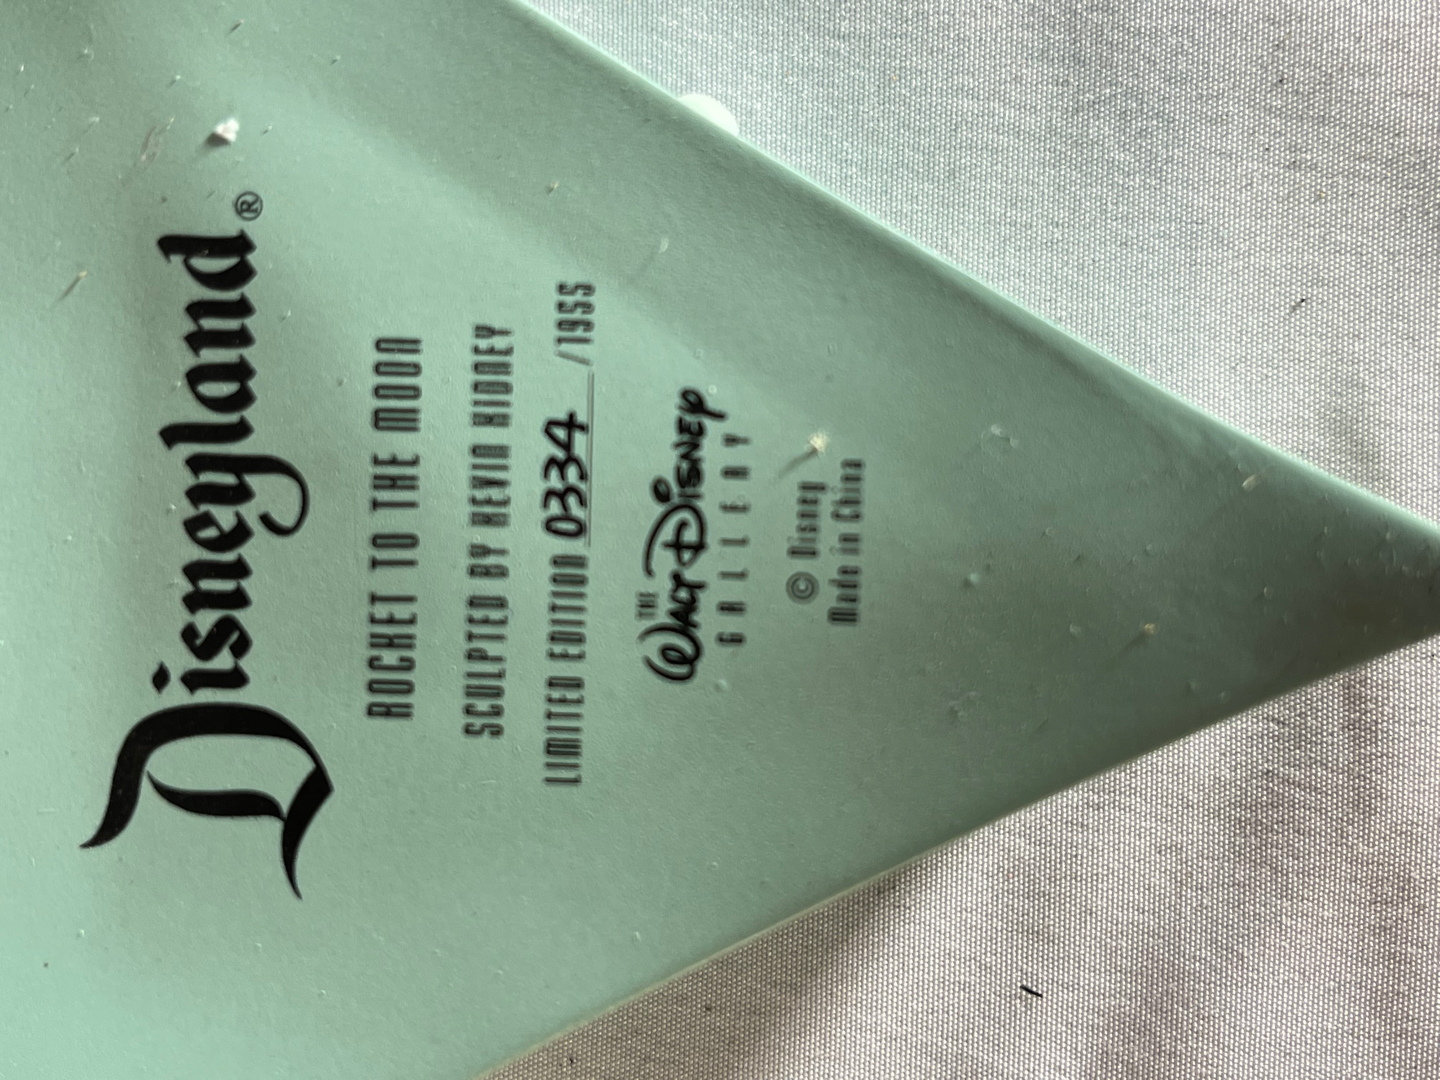 Disneyland®
ROCKET TO THE MOON
SCULPTED BY KEVIN KIDNEY
LIMITED EDITION 0334 /1955
THE
WALT DISNEY
GALLERY
© Disney
Made in China